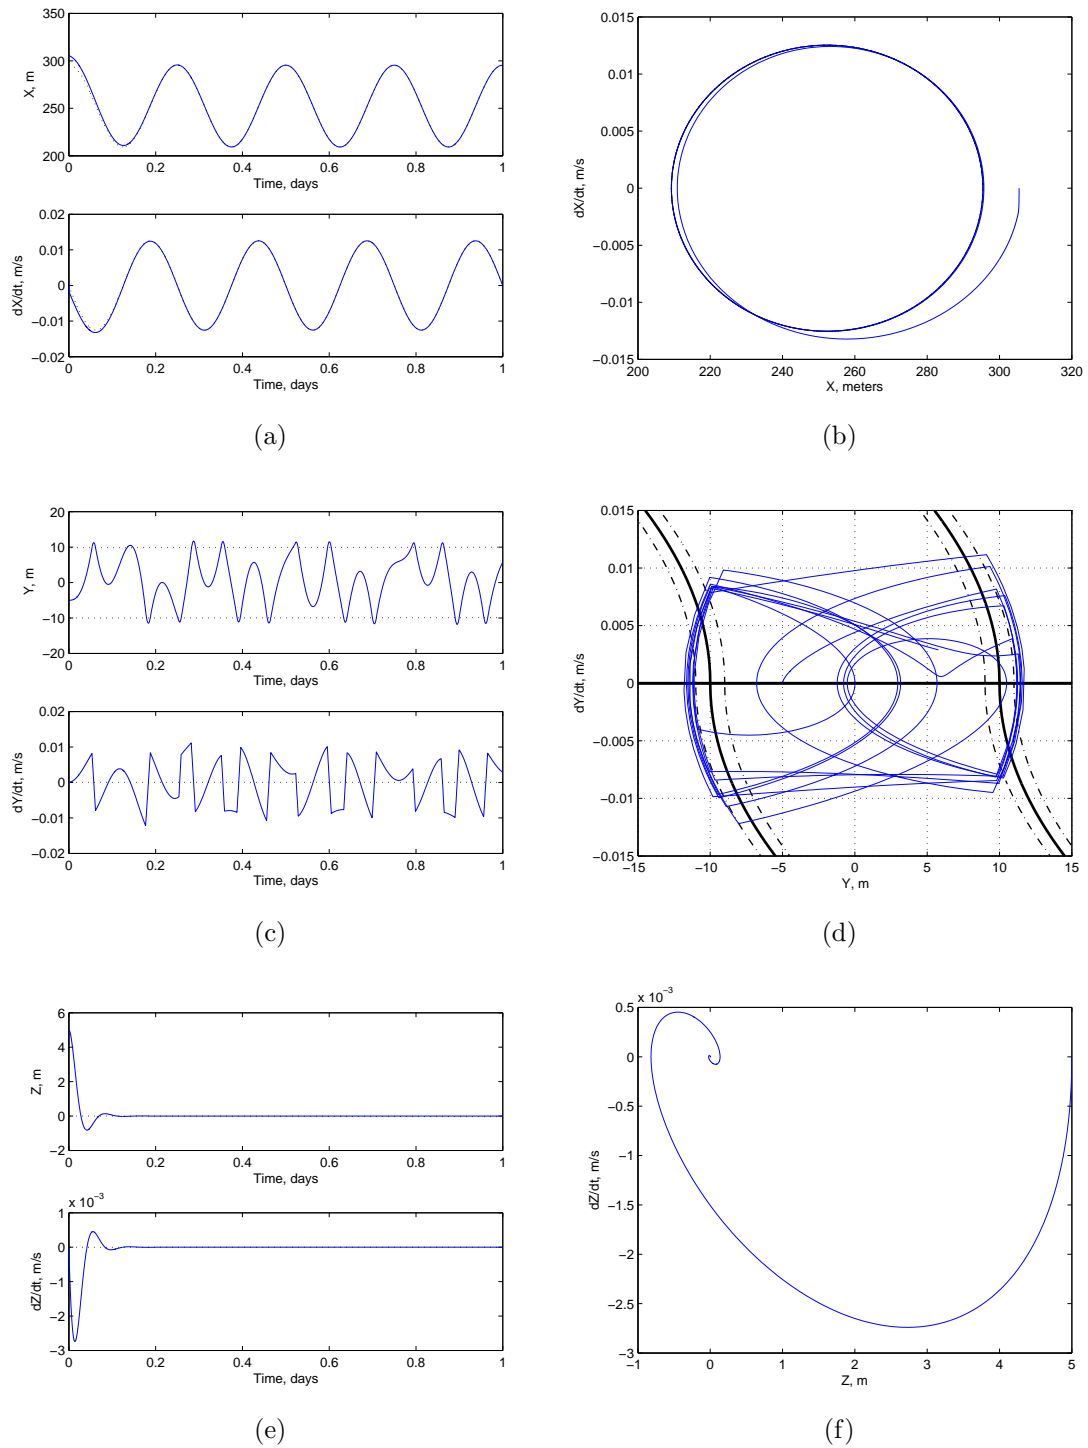 350
300
250
200
X, m
0 0.2 0.4 0.6 0.8 1
Time, days
0.02
0.01
0
−0.01
−0.02
dX/dt, m/s
0 0.2 0.4 0.6 0.8 1
Time, days
(a)
0.015
0.01
0.005
0
−0.005
−0.01
−0.015
dX/dt, m/s
200 220 240 260 280 300 320
X, meters
(b)
20
10
0
−10
−20
Y, m
0 0.2 0.4 0.6 0.8 1
Time, days
0.02
0.01
0
−0.01
−0.02
dY/dt, m/s
0 0.2 0.4 0.6 0.8 1
Time, days
(c)
0.015
0.01
0.005
0
−0.005
−0.01
−0.015
dY/dt, m/s
−15 −10 −5 0 5 10 15
Y, m
(d)
6
4
2
0
−2
Z, m
0 0.2 0.4 0.6 0.8 1
Time, days
x 10⁻³
1
0
−1
−2
−3
dZ/dt, m/s
0 0.2 0.4 0.6 0.8 1
Time, days
(e)
x 10⁻³
0.5
0
−0.5
−1
−1.5
−2
−2.5
−3
dZ/dt, m/s
−1 0 1 2 3 4 5
Z, m
(f)